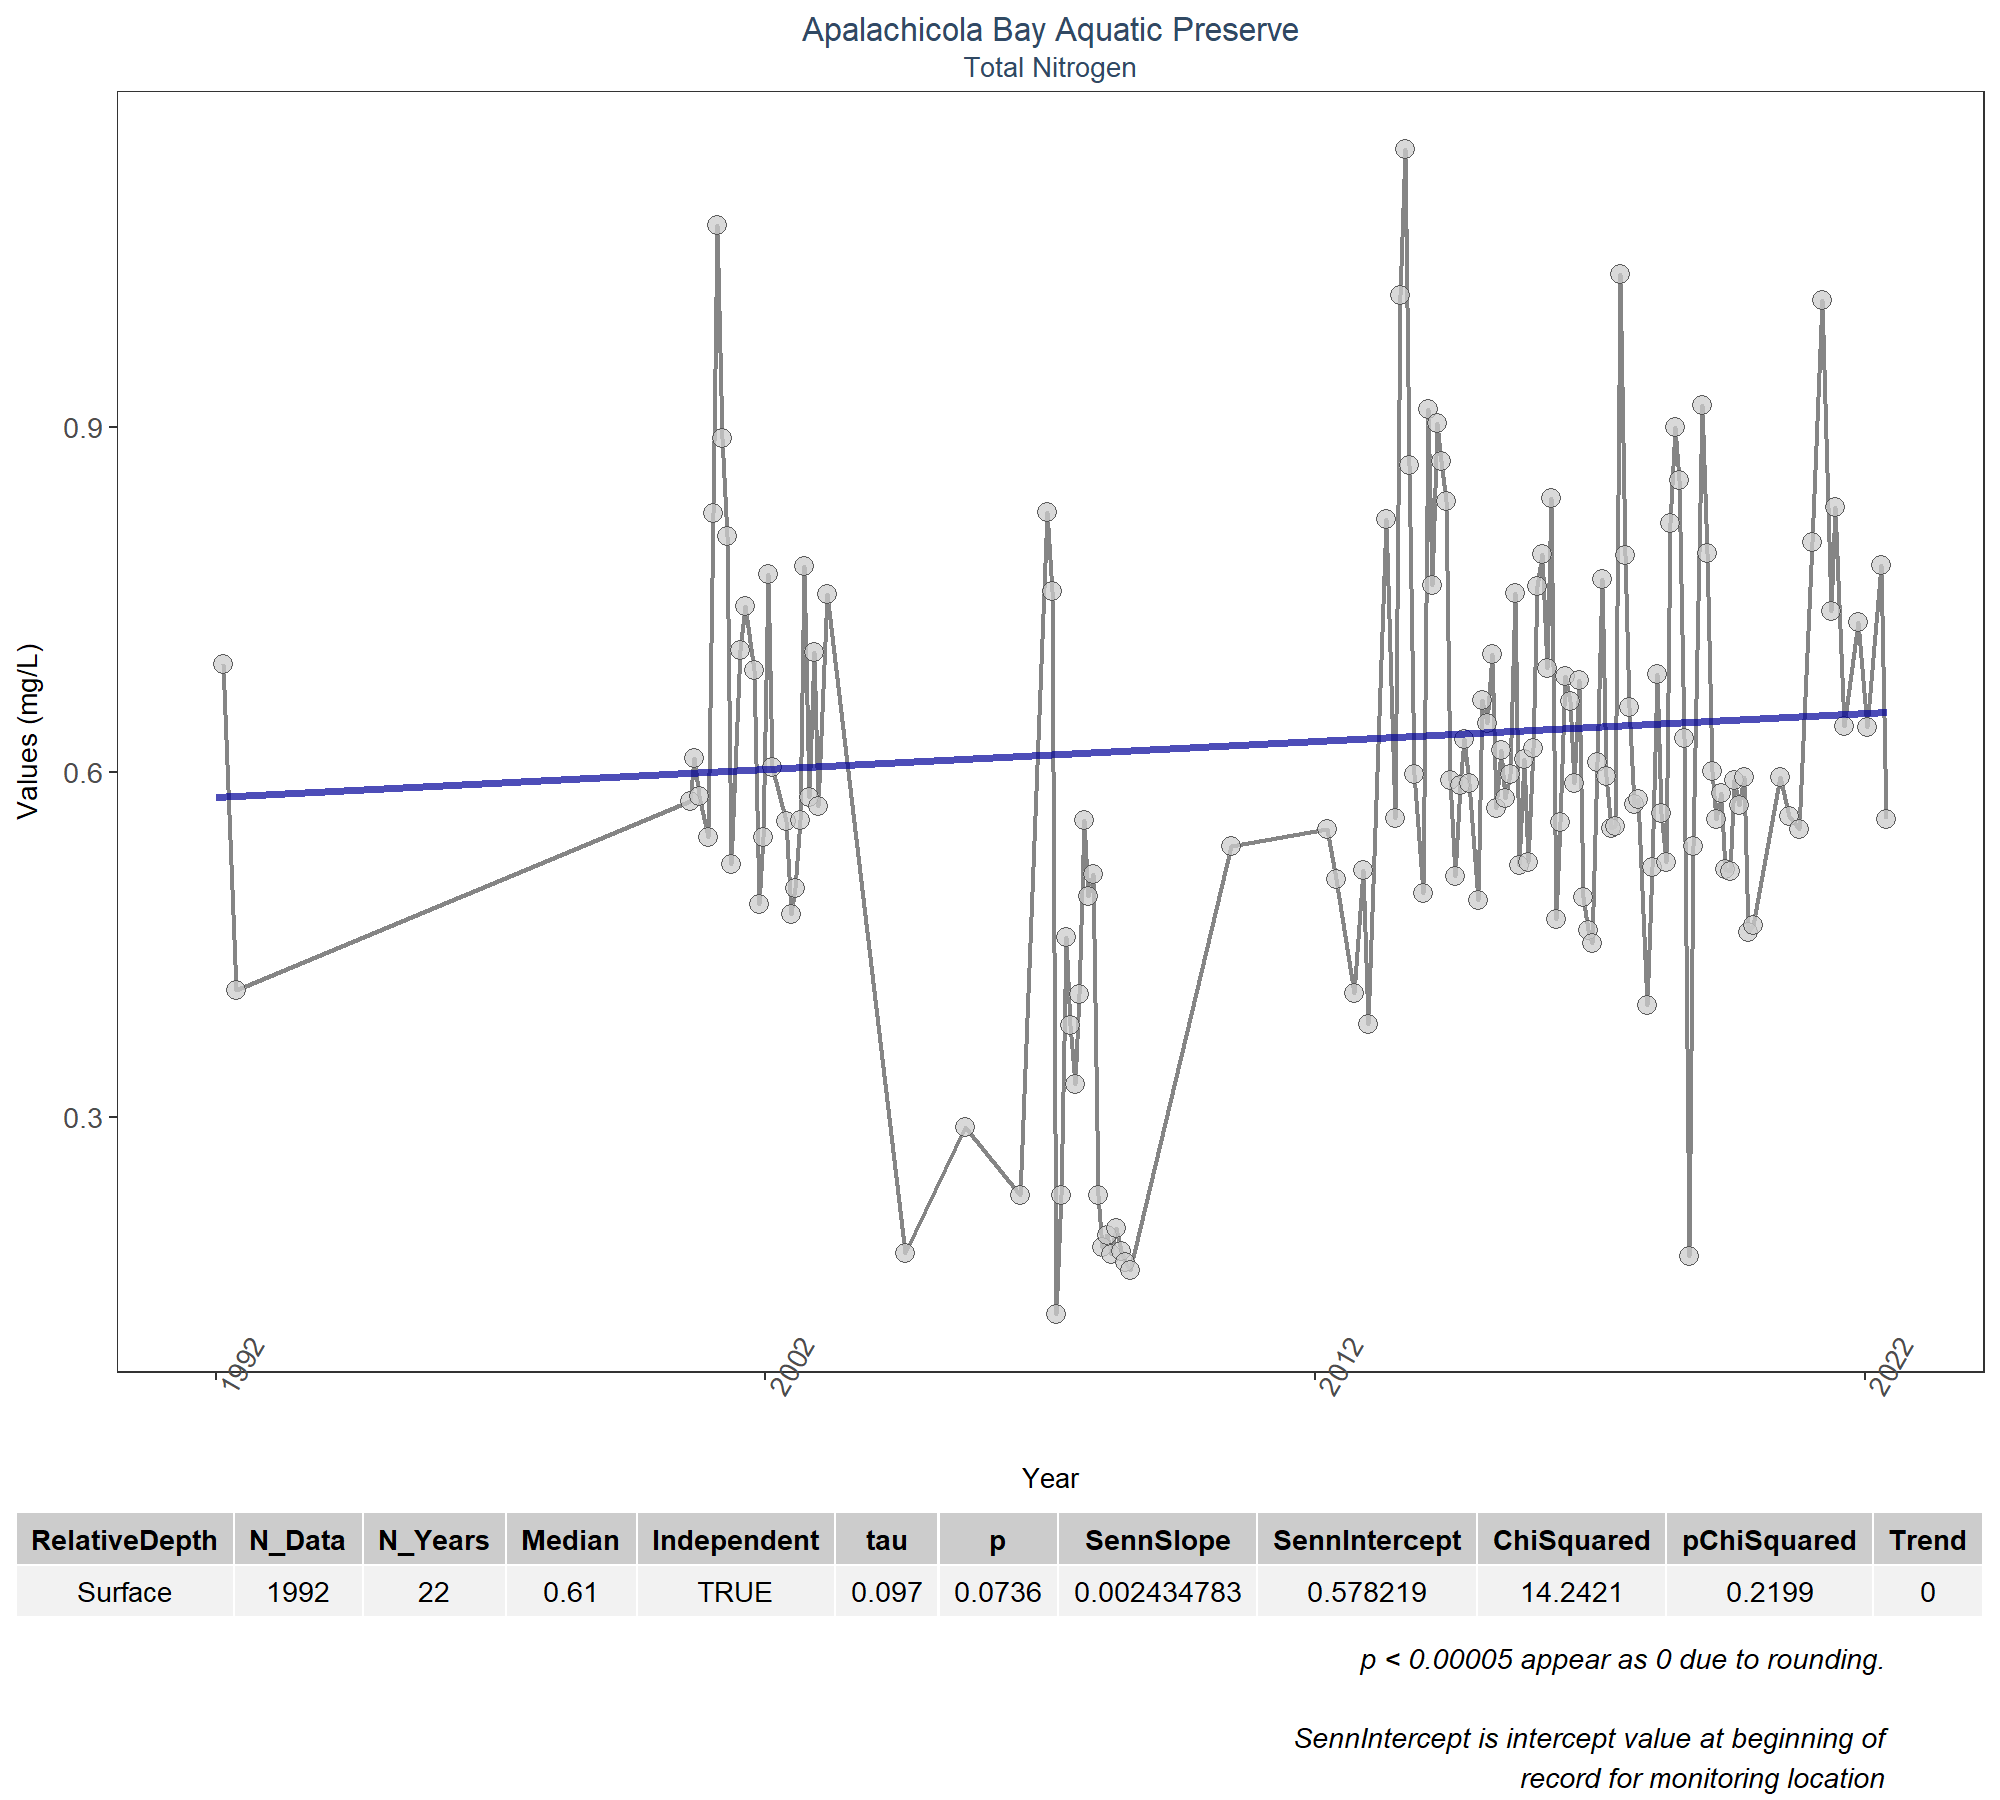 Apalachicola Bay Aquatic Preserve
Total Nitrogen
Values (mg/L)
0.9
0.6
0.3
1992
2002
2012
2022
Year
RelativeDepth N_Data N_Years Median Independent tau p SennSlope SennIntercept ChiSquared pChiSquared Trend
Surface 1992 22 0.61 TRUE 0.097 0.0736 0.002434783 0.578219 14.2421 0.2199 0
p < 0.00005 appear as 0 due to rounding.
SennIntercept is intercept value at beginning of
record for monitoring location